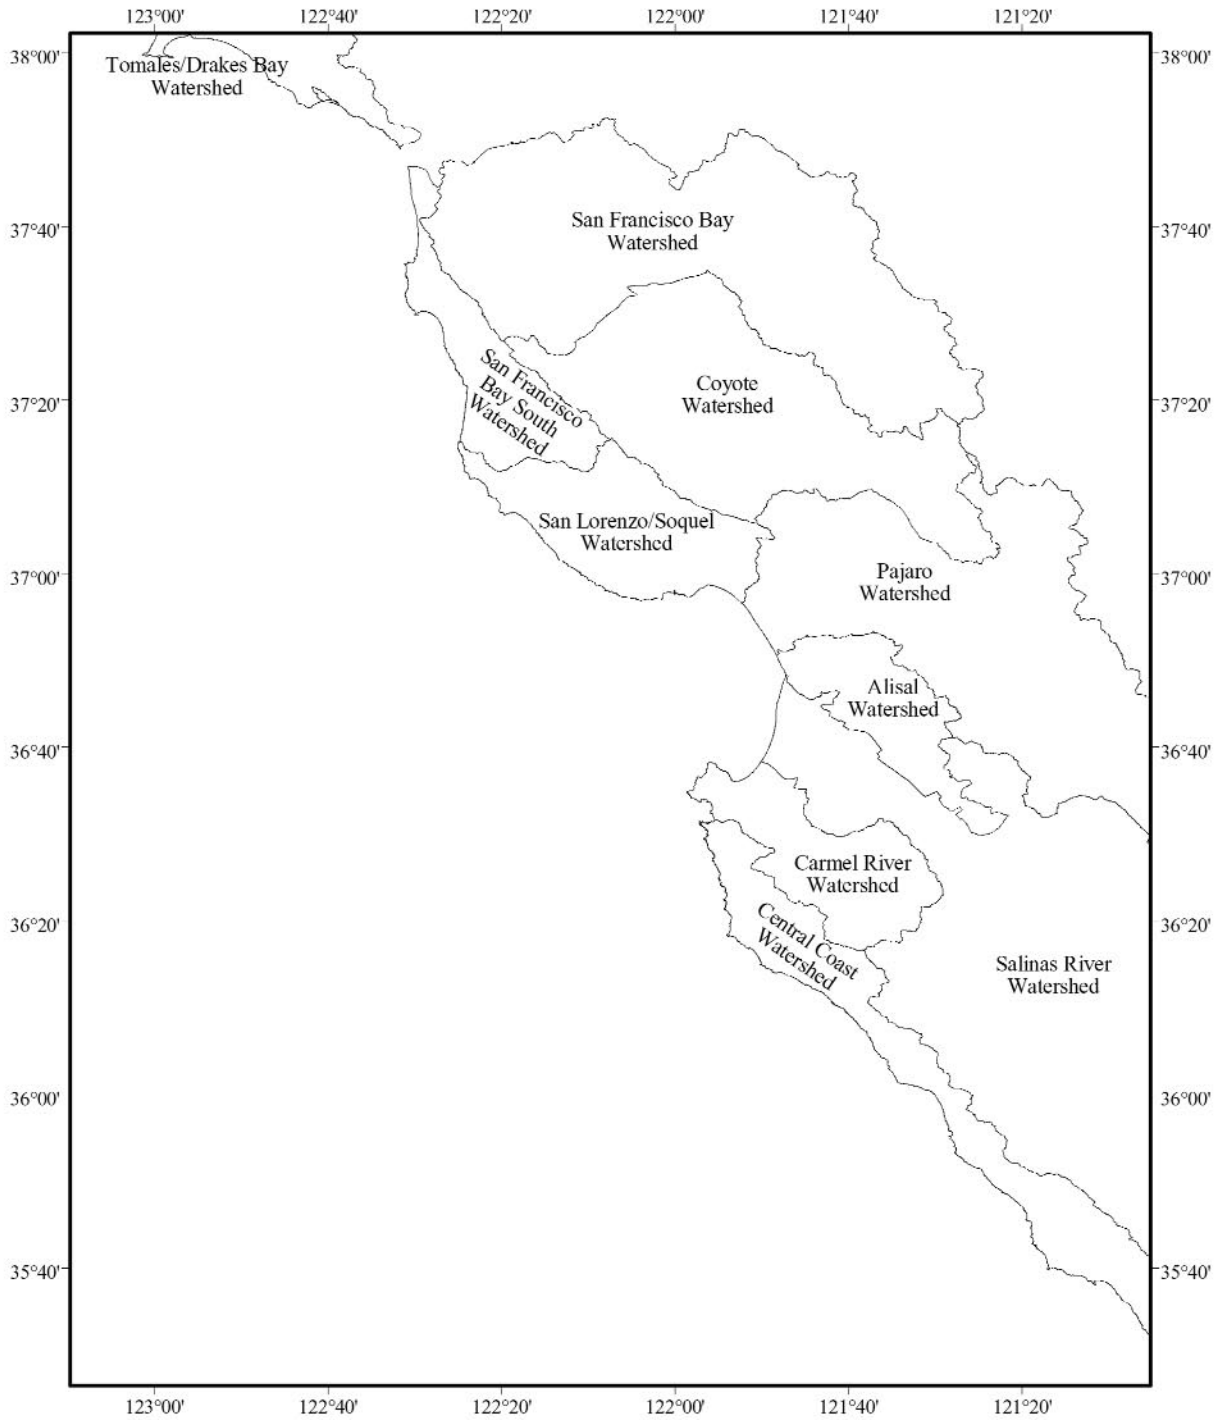 123°00' 122°40' 122°20' 122°00' 121°40' 121°20'
38°00' 38°00'
Tomales/Drakes Bay
Watershed
San Francisco Bay
Watershed
37°40' 37°40'
San Francisco
Bay South
Watershed
Coyote
Watershed
37°20' 37°20'
San Lorenzo/Soquel
Watershed
Pajaro
Watershed
37°00' 37°00'
Alisal
Watershed
36°40' 36°40'
Carmel River
Watershed
Central Coast
Watershed
36°20' 36°20'
Salinas River
Watershed
36°00' 36°00'
35°40' 35°40'
123°00' 122°40' 122°20' 122°00' 121°40' 121°20'